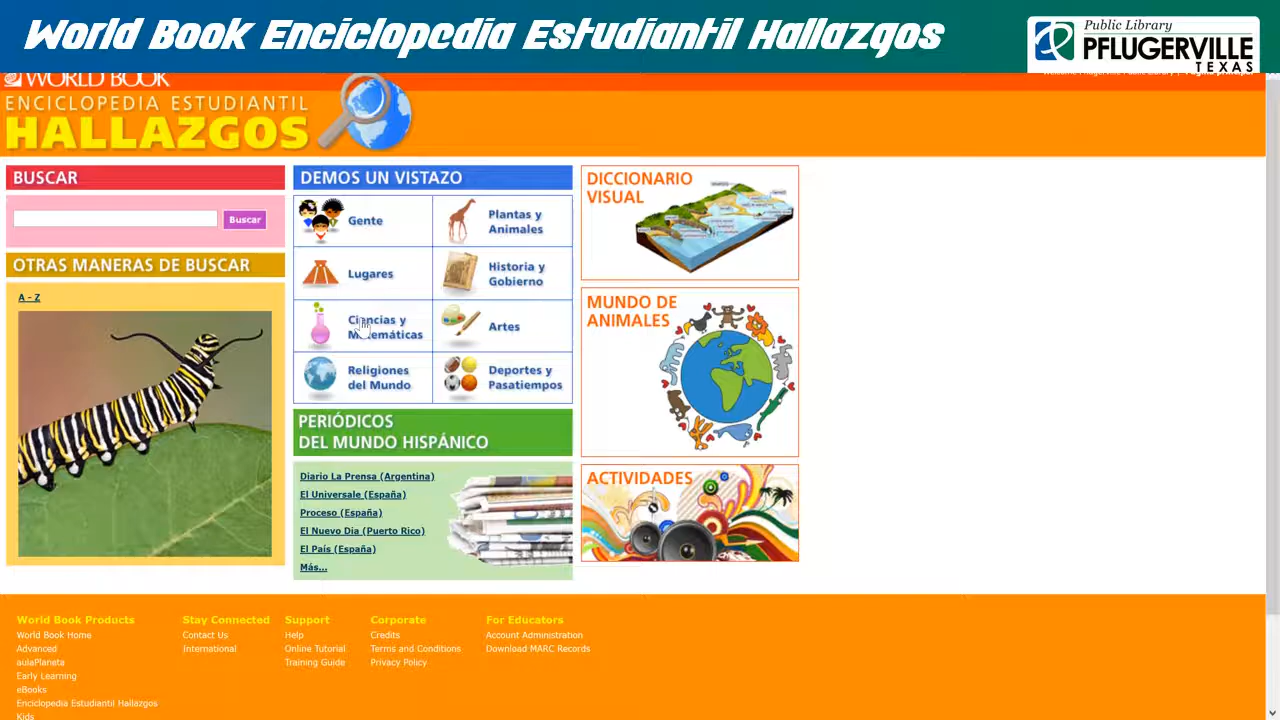 World Book Enciclopedia Estudiantil Hallazgos
Public Library
PFLUGERVILLE
TEXAS
WORLD BOOK
ENCICLOPEDIA ESTUDIANTIL
HALLAZGOS
BUSCAR
Buscar
OTRAS MANERAS DE BUSCAR
A - Z
DEMOS UN VISTAZO
Gente
Plantas y
Animales
Lugares
Historia y
Gobierno
Ciencias y
Matemáticas
Artes
Religiones
del Mundo
Deportes y
Pasatiempos
PERIÓDICOS
DEL MUNDO HISPÁNICO
Diario La Prensa (Argentina)
El Universale (España)
Proceso (España)
El Nuevo Dia (Puerto Rico)
El País (España)
Más...
DICCIONARIO
VISUAL
MUNDO DE
ANIMALES
ACTIVIDADES
World Book Products
World Book Home
Advanced
aulaPlaneta
Early Learning
eBooks
Enciclopedia Estudiantil Hallazgos
Kids
Stay Connected
Contact Us
International
Support
Help
Online Tutorial
Training Guide
Corporate
Credits
Terms and Conditions
Privacy Policy
For Educators
Account Administration
Download MARC Records